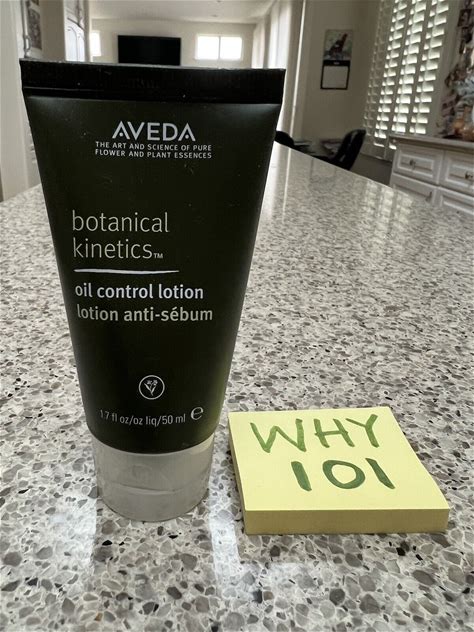 AVEDA
THE ART AND SCIENCE OF PURE
FLOWER AND PLANT ESSENCES
botanical
kinetics™
oil control lotion
lotion anti-sébum
1.7 fl oz/oz liq/50 ml ℮
WHY
101